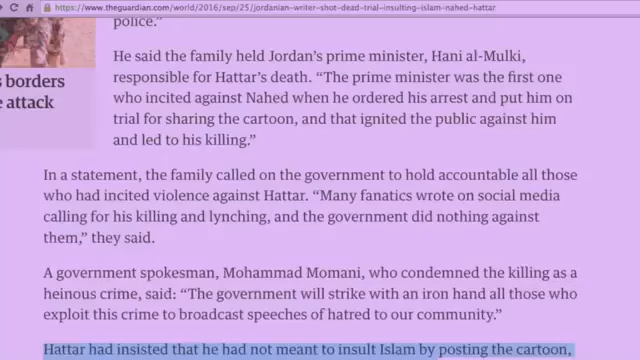 https://www.theguardian.com/world/2016/sep/25/jordanian-writer-shot-dead-trial-insulting-islam-nahed-hattar
police.”
He said the family held Jordan’s prime minister, Hani al-Mulki,
s borders
responsible for Hattar’s death. “The prime minister was the first one
e attack
who incited against Nahed when he ordered his arrest and put him on
trial for sharing the cartoon, and that ignited the public against him
and led to his killing.”
In a statement, the family called on the government to hold accountable all those
who had incited violence against Hattar. “Many fanatics wrote on social media
calling for his killing and lynching, and the government did nothing against
them,” they said.
A government spokesman, Mohammad Momani, who condemned the killing as a
heinous crime, said: “The government will strike with an iron hand all those who
exploit this crime to broadcast speeches of hatred to our community.”
Hattar had insisted that he had not meant to insult Islam by posting the cartoon,